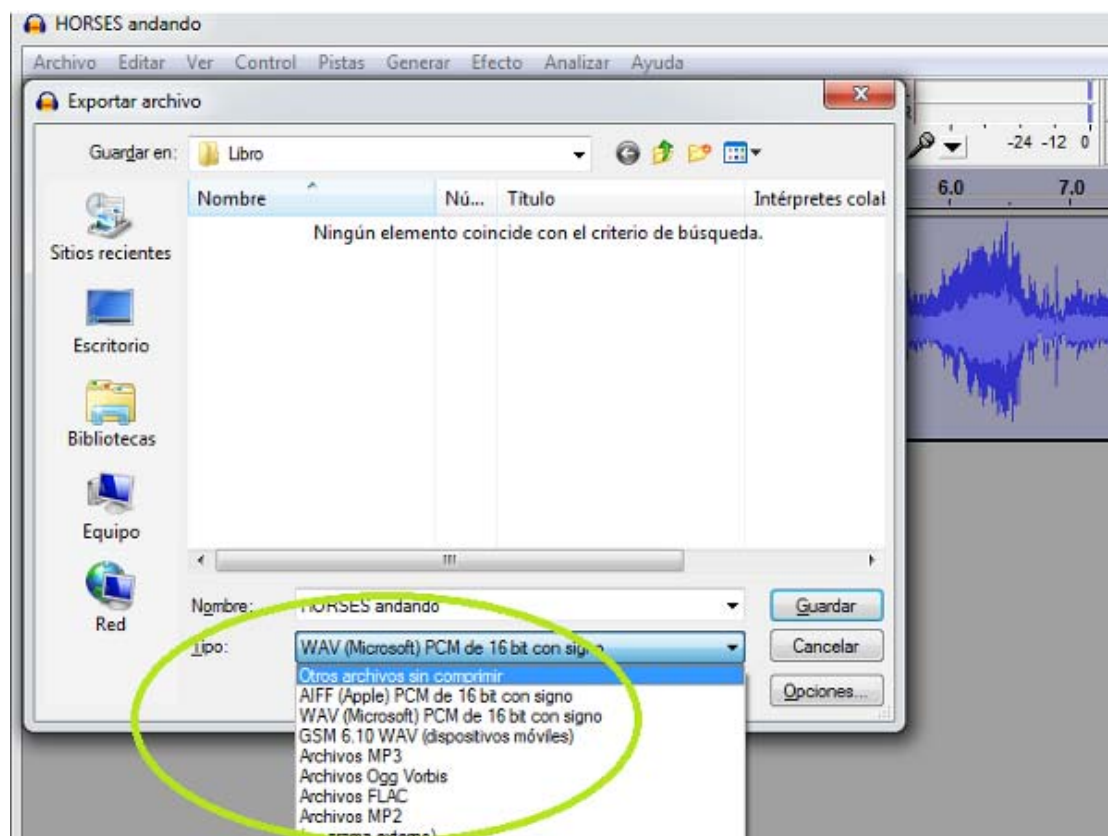 HORSES andando
Archivo Editar Ver Control Pistas Generar Efecto Analizar Ayuda
Exportar archivo
Guardar en: Libro
-24 -12 0
6.0 7.0
Nombre Nú... Título Intérpretes colal
Ningún elemento coincide con el criterio de búsqueda.
Sitios recientes
Escritorio
Bibliotecas
Equipo
Red
Nombre: HORSES andando Guardar
Tipo: WAV (Microsoft) PCM de 16 bit con signo Cancelar
Opciones...
Otros archivos sin comprimir
AIFF (Apple) PCM de 16 bit con signo
WAV (Microsoft) PCM de 16 bit con signo
GSM 6.10 WAV (dispositivos móviles)
Archivos MP3
Archivos Ogg Vorbis
Archivos FLAC
Archivos MP2